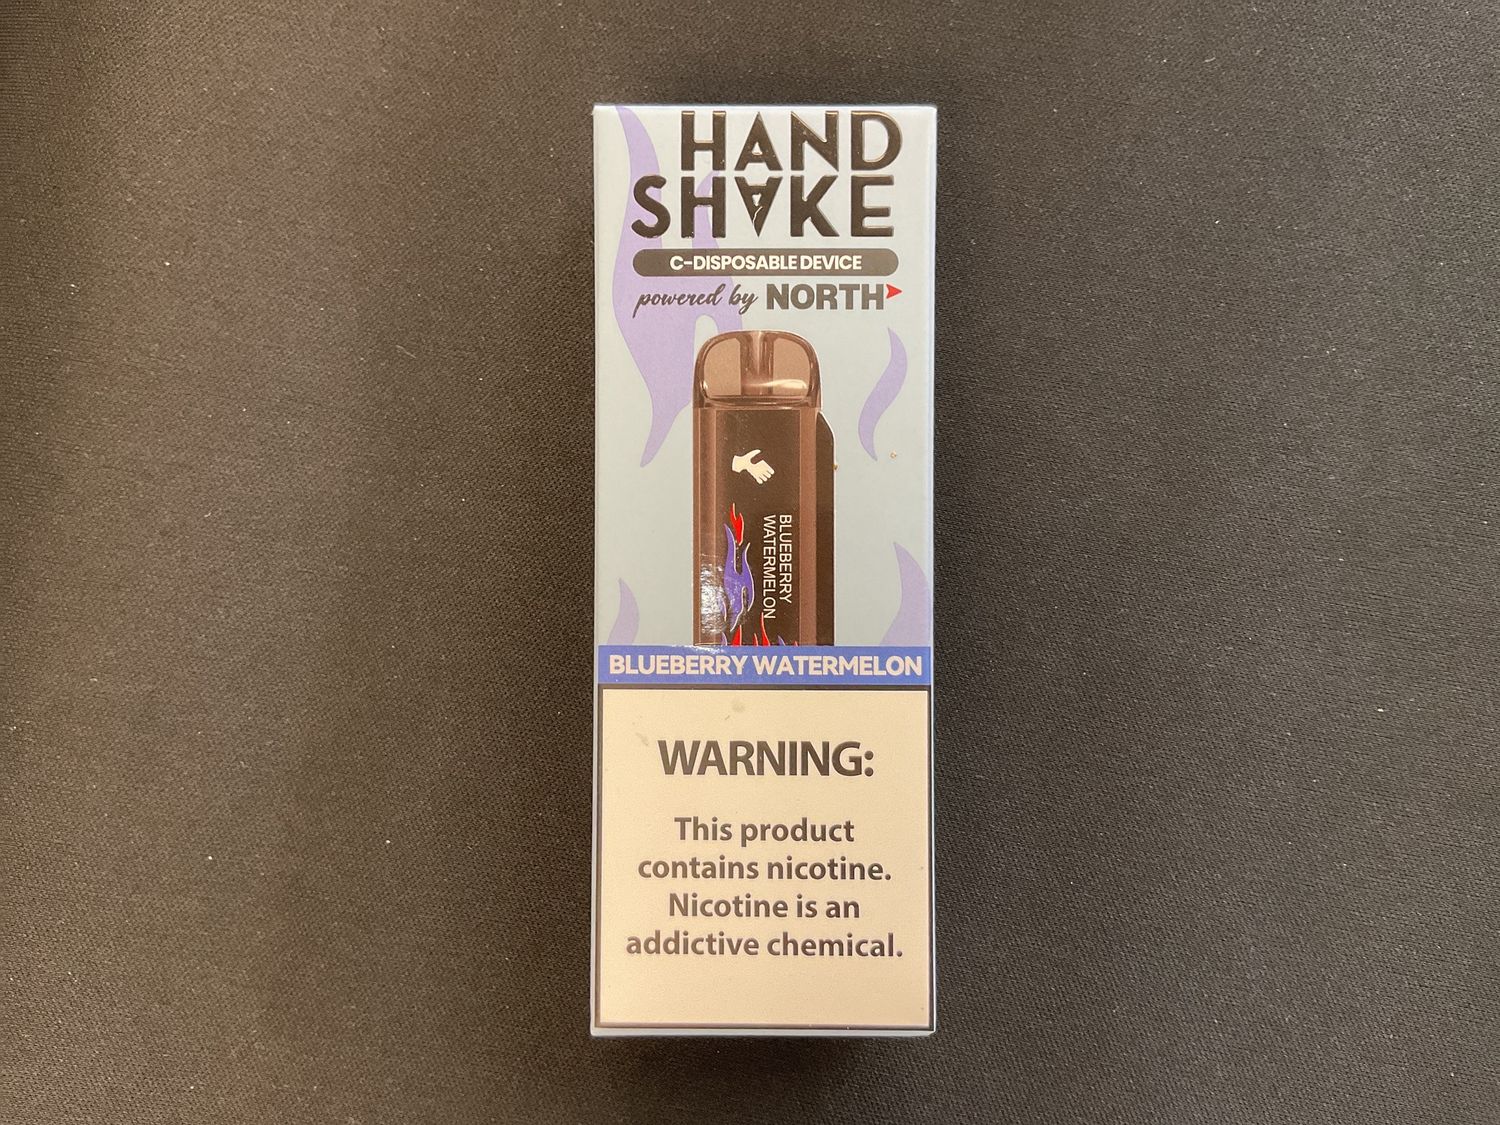 HAND
SHAKE
C-DISPOSABLE DEVICE
powered by NORTH
BLUEBERRY
WATERMELON
BLUEBERRY WATERMELON
WARNING:
This product
contains nicotine.
Nicotine is an
addictive chemical.